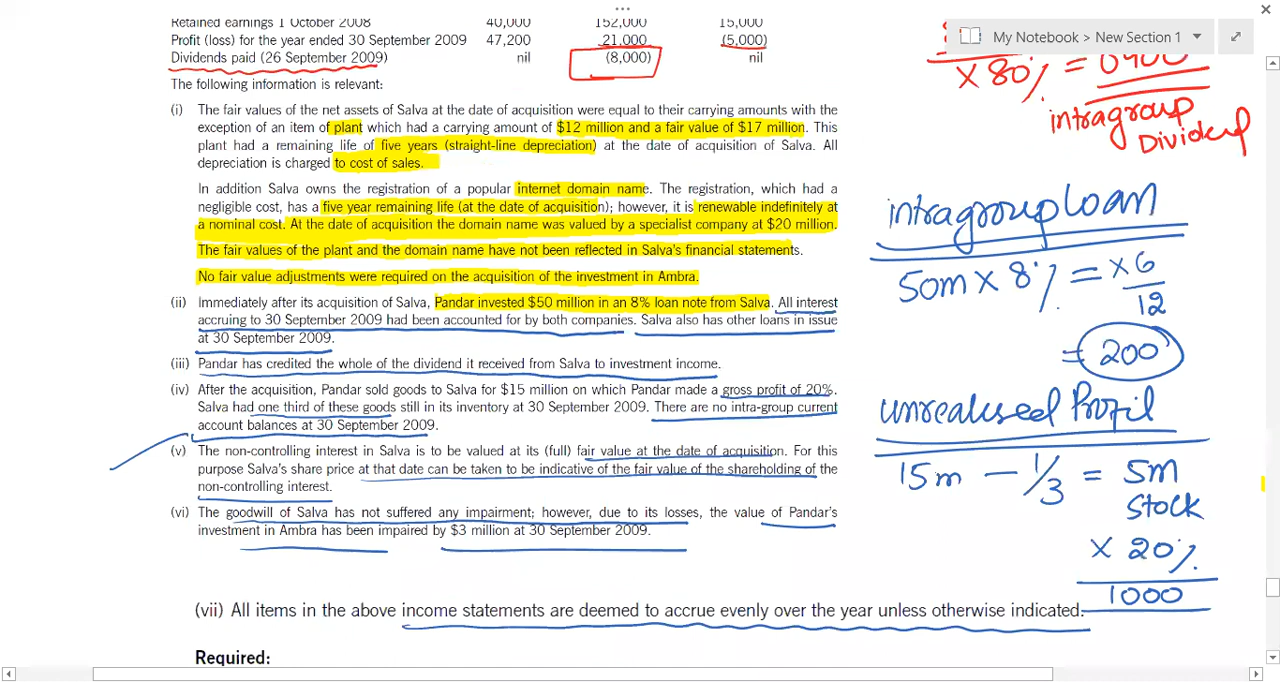 Retained earnings 1 October 2008 40,000 152,000 15,000
Profit (loss) for the year ended 30 September 2009 47,200 21,000 (5,000)
Dividends paid (26 September 2009) nil (8,000) nil
The following information is relevant:
(i) The fair values of the net assets of Salva at the date of acquisition were equal to their carrying amounts with the
exception of an item of plant which had a carrying amount of $12 million and a fair value of $17 million. This
plant had a remaining life of five years (straight-line depreciation) at the date of acquisition of Salva. All
depreciation is charged to cost of sales.
In addition Salva owns the registration of a popular internet domain name. The registration, which had a
negligible cost, has a five year remaining life (at the date of acquisition); however, it is renewable indefinitely at
a nominal cost. At the date of acquisition the domain name was valued by a specialist company at $20 million.
The fair values of the plant and the domain name have not been reflected in Salva's financial statements.
No fair value adjustments were required on the acquisition of the investment in Ambra.
(ii) Immediately after its acquisition of Salva, Pandar invested $50 million in an 8% loan note from Salva. All interest
accruing to 30 September 2009 had been accounted for by both companies. Salva also has other loans in issue
at 30 September 2009.
(iii) Pandar has credited the whole of the dividend it received from Salva to investment income.
(iv) After the acquisition, Pandar sold goods to Salva for $15 million on which Pandar made a gross profit of 20%.
Salva had one third of these goods still in its inventory at 30 September 2009. There are no intra-group current
account balances at 30 September 2009.
(v) The non-controlling interest in Salva is to be valued at its (full) fair value at the date of acquisition. For this
purpose Salva's share price at that date can be taken to be indicative of the fair value of the shareholding of the
non-controlling interest.
(vi) The goodwill of Salva has not suffered any impairment; however, due to its losses, the value of Pandar's
investment in Ambra has been impaired by $3 million at 30 September 2009.
(vii) All items in the above income statements are deemed to accrue evenly over the year unless otherwise indicated.
Required:
My Notebook > New Section 1
x 80% = 6400
intragroup
Dividend
intragroup loan
50m x 8% = x 6
12
= 200
unrealised Profit
15m - 1/3 = 5m
Stock
x 20%
1000